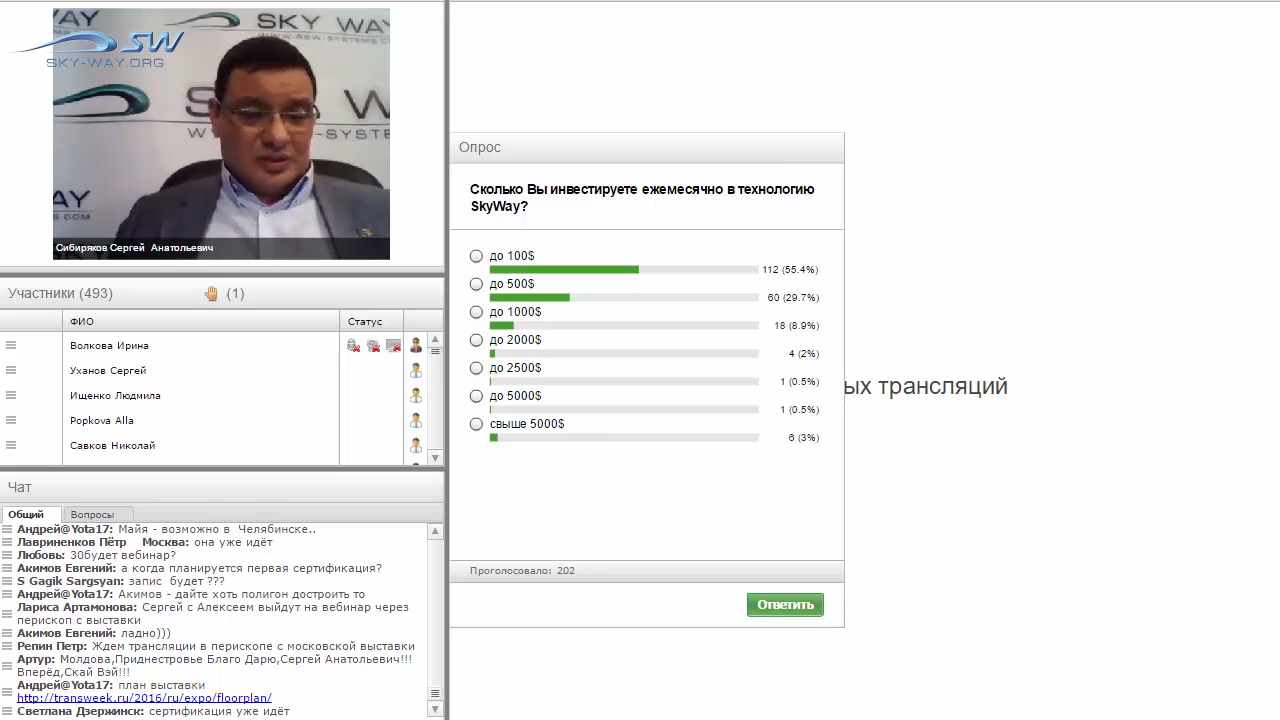 SKY WAY
WWW.RSW-SYSTEMS.COM
SW
SKY-WAY.ORG
Сибиряков Сергей Анатольевич
Участники (493)
(1)
ФИО
Статус
Волкова Ирина
Уханов Сергей
Ищенко Людмила
Popkova Alla
Савков Николай
Чат
Общий
Вопросы
Андрей@Yota17: Майя - возможно в Челябинске..
Лавриненков Пётр Москва: она уже идёт
Любовь: 30будет вебинар?
Акимов Евгений: а когда планируется первая сертификация?
S Gagik Sargsyan: запис будет ???
Андрей@Yota17: Акимов - дайте хоть полигон достроить то
Лариса Артамонова: Сергей с Алексеем выйдут на вебинар через
перископ с выставки
Акимов Евгений: ладно)))
Репин Петр: Ждем трансляции в перископе с московской выставки
Артур: Молдова,Приднестровье Благо Дарю,Сергей Анатольевич!!!
Вперёд,Скай Вэй!!!
Андрей@Yota17: план выставки
http://transweek.ru/2016/ru/expo/floorplan/
Светлана Дзержинск: сертификация уже идёт
Опрос
Сколько Вы инвестируете ежемесячно в технологию
SkyWay?
до 100$
112 (55.4%)
до 500$
60 (29.7%)
до 1000$
18 (8.9%)
до 2000$
4 (2%)
до 2500$
1 (0.5%)
до 5000$
1 (0.5%)
свыше 5000$
6 (3%)
Проголосовало: 202
Ответить
ых трансляций